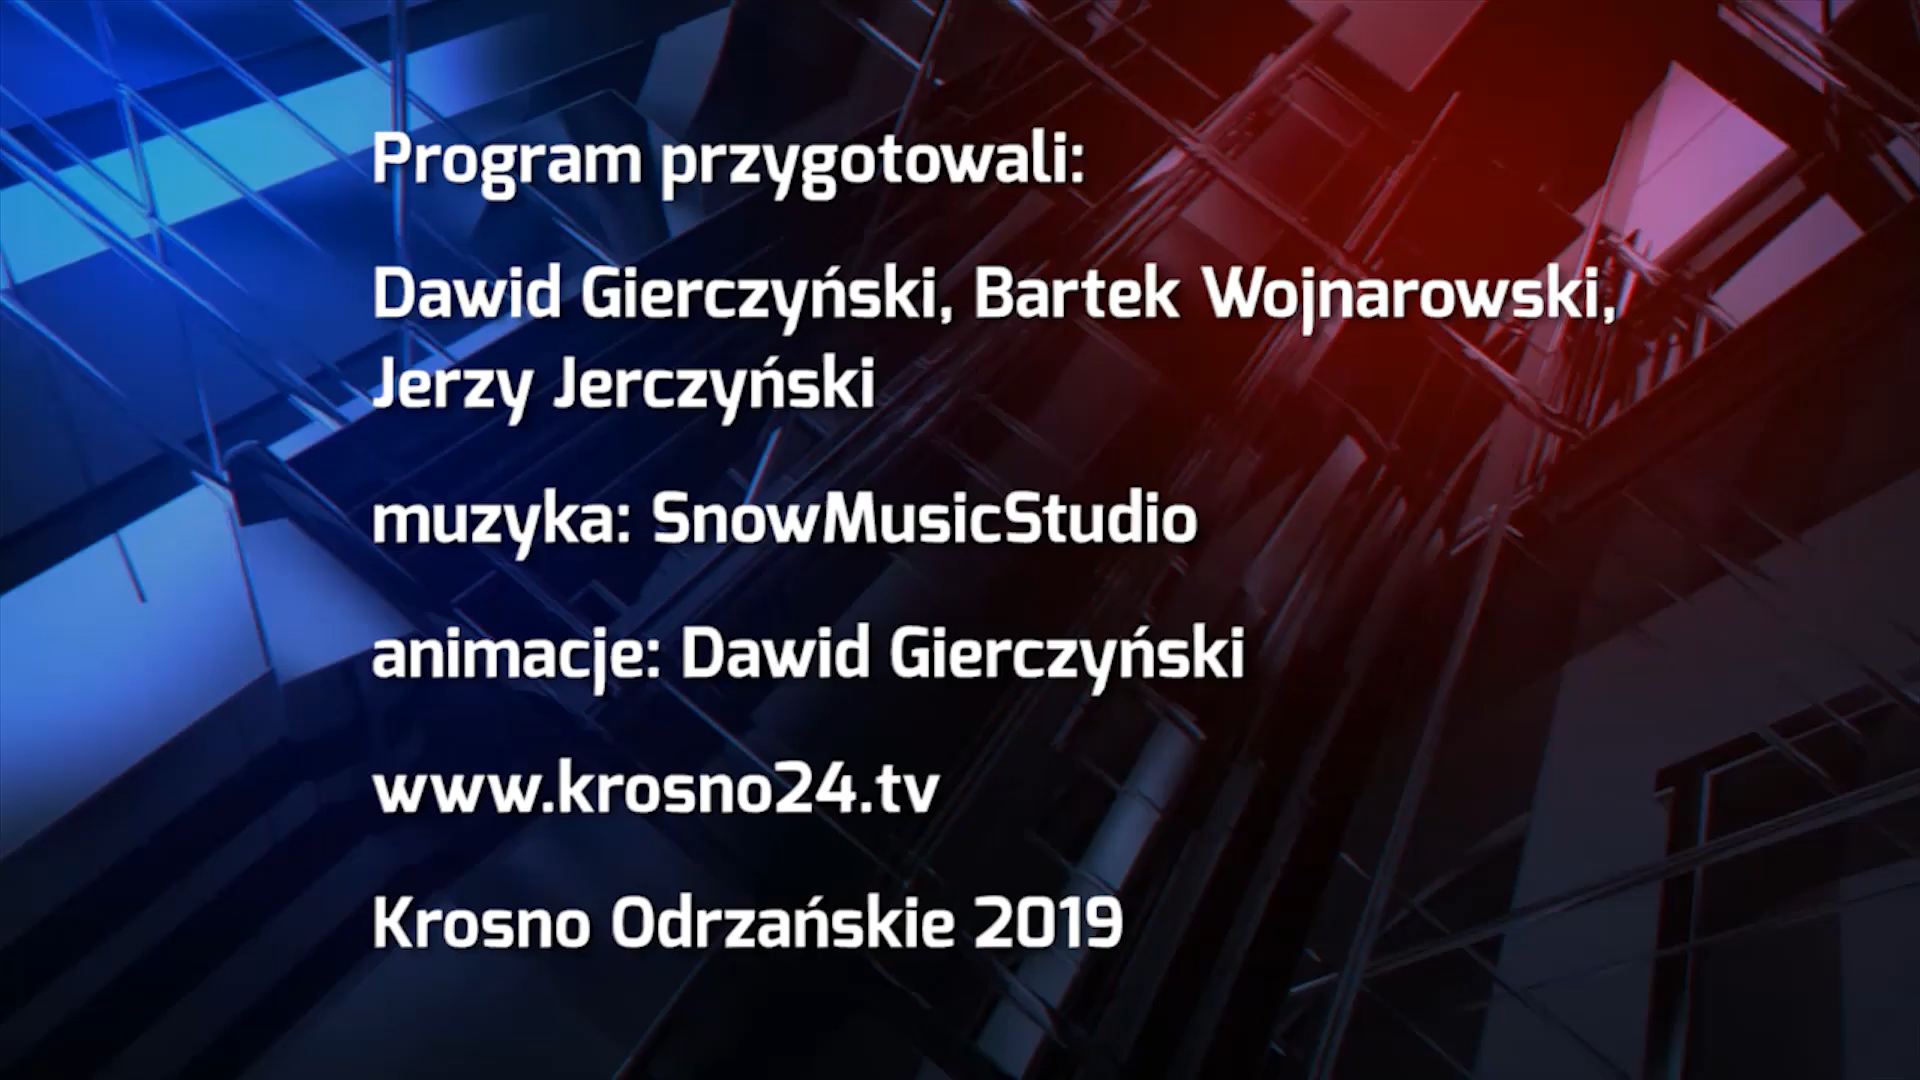 Program przygotowali:
Dawid Gierczyński, Bartek Wojnarowski,
Jerzy Jerczyński
muzyka: SnowMusicStudio
animacje: Dawid Gierczyński
www.krosno24.tv
Krosno Odrzańskie 2019